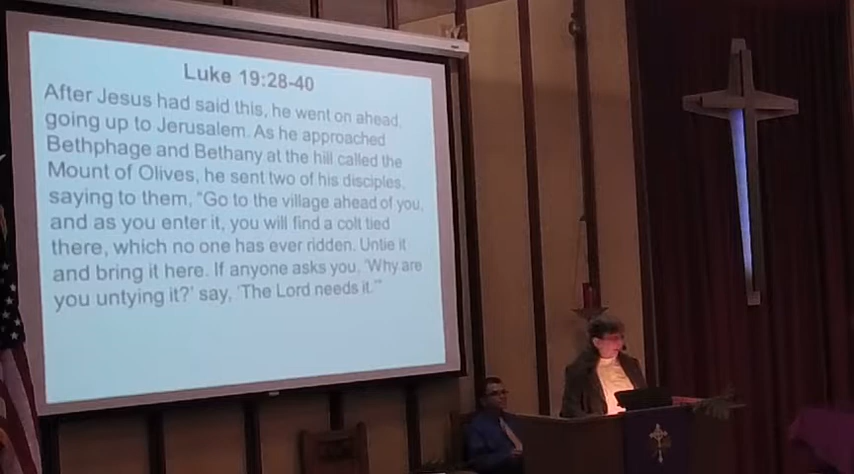 Luke 19:28-40
After Jesus had said this, he went on ahead,
going up to Jerusalem. As he approached
Bethphage and Bethany at the hill called the
Mount of Olives, he sent two of his disciples,
saying to them, “Go to the village ahead of you,
and as you enter it, you will find a colt tied
there, which no one has ever ridden. Untie it
and bring it here. If anyone asks you, ‘Why are
you untying it?’ say, ‘The Lord needs it.’”